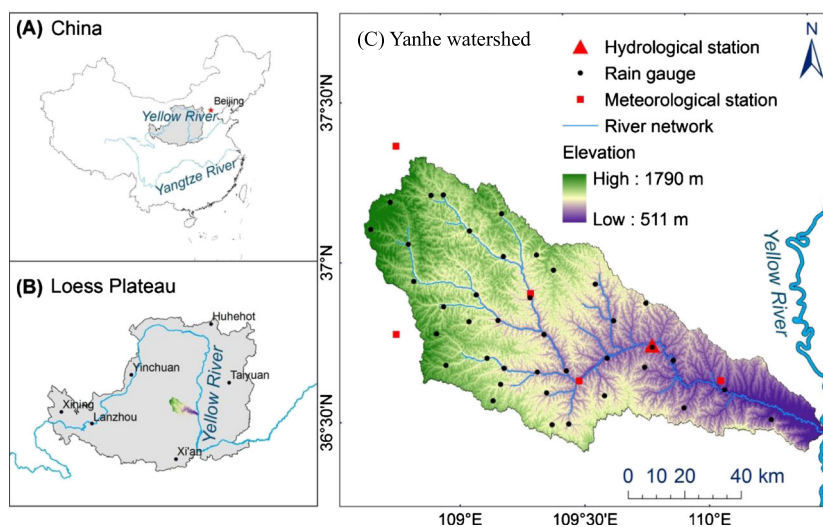 (A) China
Beijing
Yellow River
Yangtze River
(B) Loess Plateau
Huhehot
Yinchuan
Yellow River
Taiyuan
Xining
Lanzhou
Xi'an
(C) Yanhe watershed
Hydrological station
Rain gauge
Meteorological station
River network
Elevation
High : 1790 m
Low : 511 m
N
Yellow River
37°30'N
37°N
36°30'N
0 10 20 40 km
109°E
109°30'E
110°E